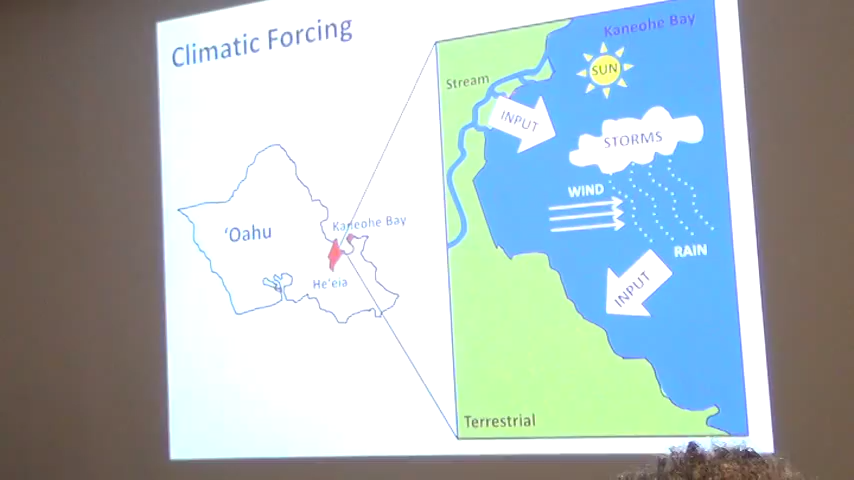 Climatic Forcing
Kaneohe Bay
SUN
Stream
INPUT
STORMS
WIND
RAIN
INPUT
Terrestrial
'Oahu
Kaneohe Bay
He'eia